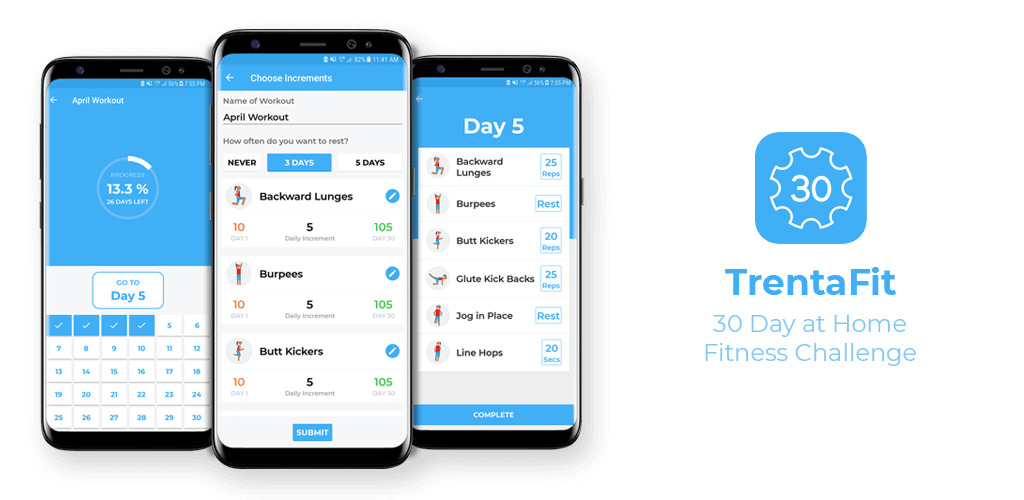 56% 7:55 PM
April Workout
PROGRESS
13.3 %
26 DAYS LEFT
GO TO
Day 5
5 6
7 8 9 10 11 12
13 14 15 16 17 18
19 20 21 22 23 24
25 26 27 28 29 30
82% 11:41 AM
Choose Increments
Name of Workout
April Workout
How often do you want to rest?
NEVER 3 DAYS 5 DAYS
Backward Lunges
10 5 105
DAY 1 Daily Increment DAY 30
Burpees
10 5 105
DAY 1 Daily Increment DAY 30
Butt Kickers
10 5 105
DAY 1 Daily Increment DAY 30
SUBMIT
56% 7:55 PM
Day 5
Backward
Lunges
25
Reps
Burpees
Rest
Butt Kickers
20
Reps
Glute Kick Backs
25
Reps
Jog in Place
Rest
Line Hops
20
Secs
COMPLETE
30
TrentaFit
30 Day at Home
Fitness Challenge